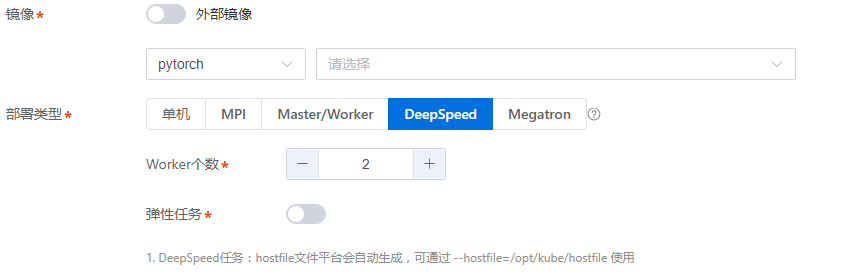 镜像* 外部镜像
pytorch 请选择
部署类型* 单机 MPI Master/Worker DeepSpeed Megatron ?
Worker个数* − 2 +
弹性任务*
1. DeepSpeed任务：hostfile文件平台会自动生成，可通过 --hostfile=/opt/kube/hostfile 使用